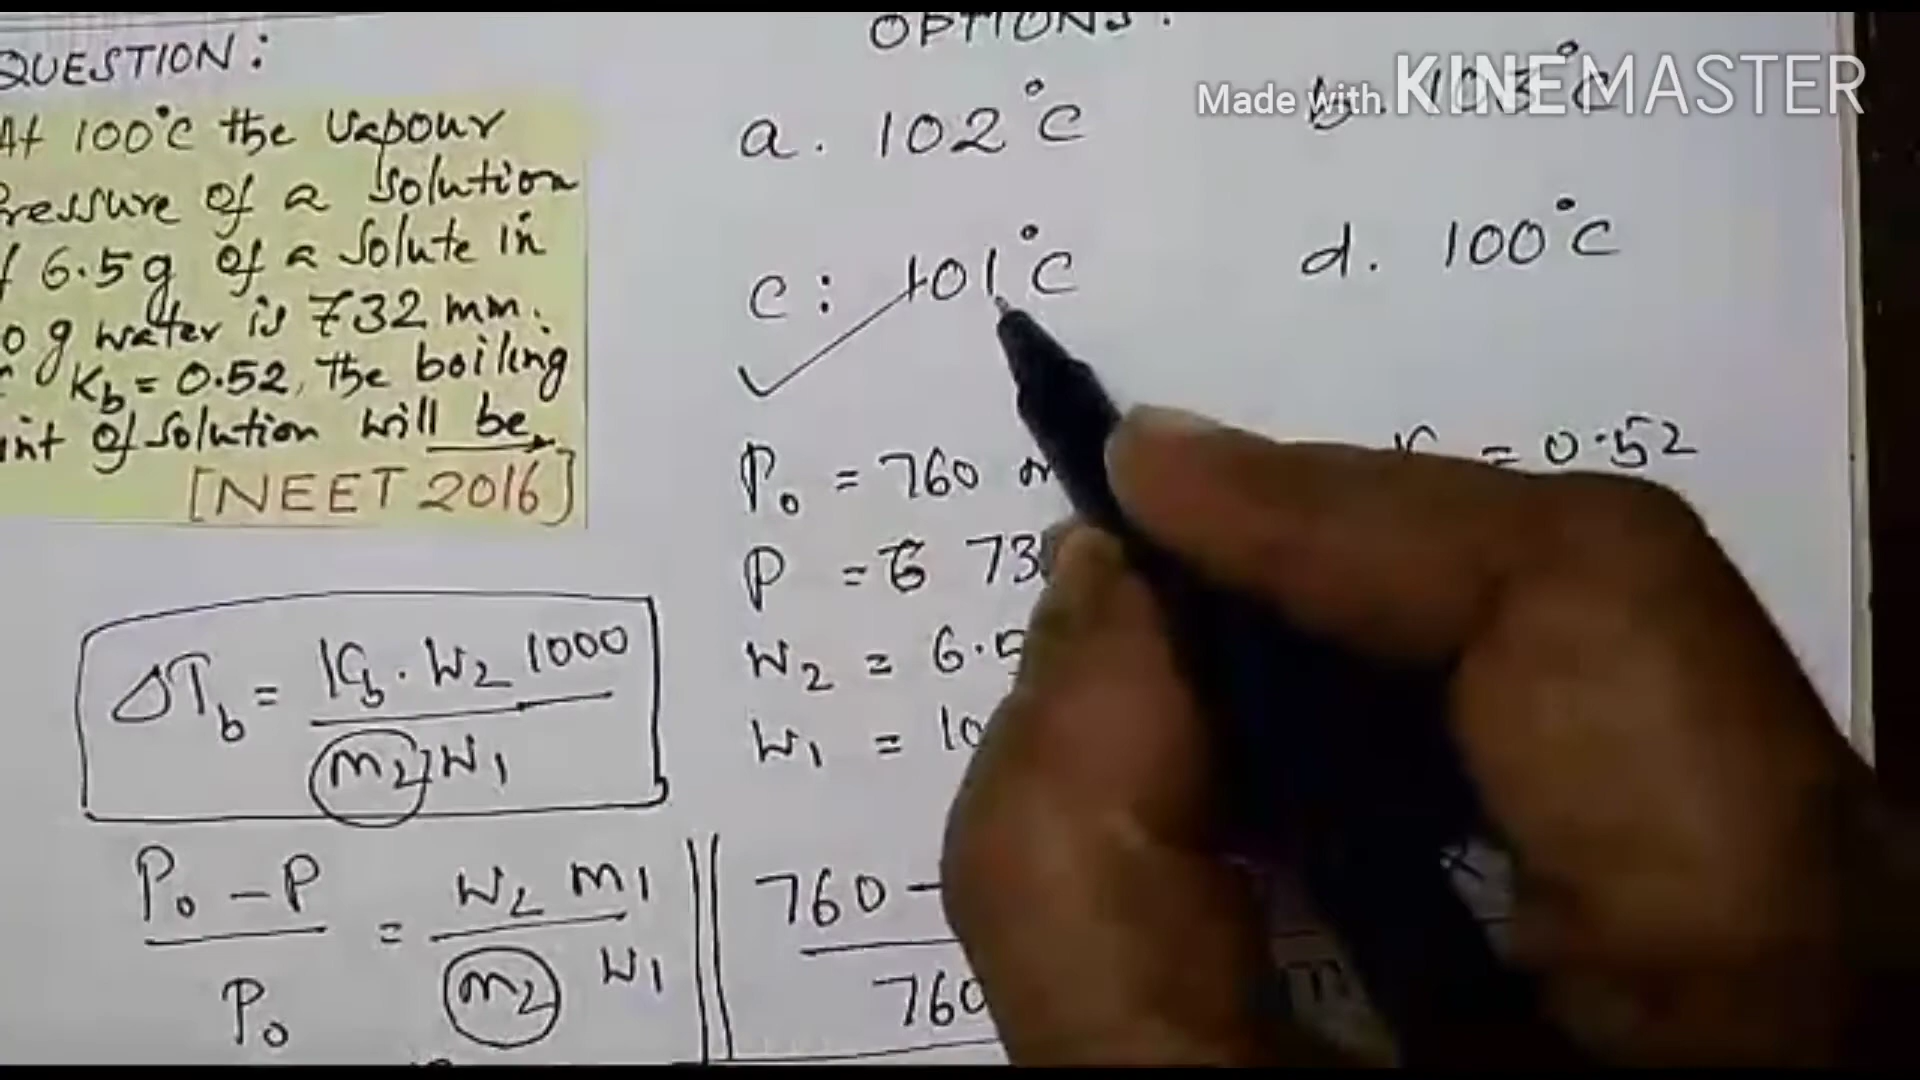 QUESTION:
At 100°C the vapour
Pressure of a solution
6.5g of a solute in
g water is 732 mm.
Kb = 0.52, the boiling
of solution will be
[NEET 2016]
OPTIONS:
a. 102°C
b. 103°C
c: 101°C
d. 100°C
Made with KINEMASTER
P₀ = 760
= 0.52
P = 73
W₂ = 6.5
W₁ = 10
ΔTb = Kb. W₂ 1000
m₂ W₁
P₀ - P = W₂ m₁
P₀ m₂ W₁
760 -
760